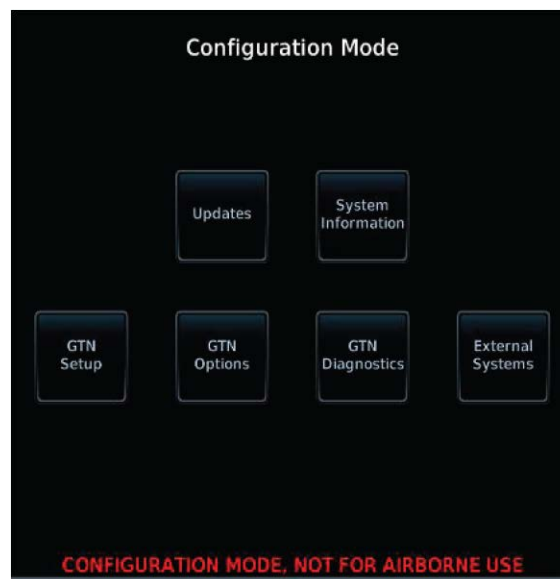 Configuration Mode
Updates
System
Information
GTN
Setup
GTN
Options
GTN
Diagnostics
External
Systems
CONFIGURATION MODE, NOT FOR AIRBORNE USE